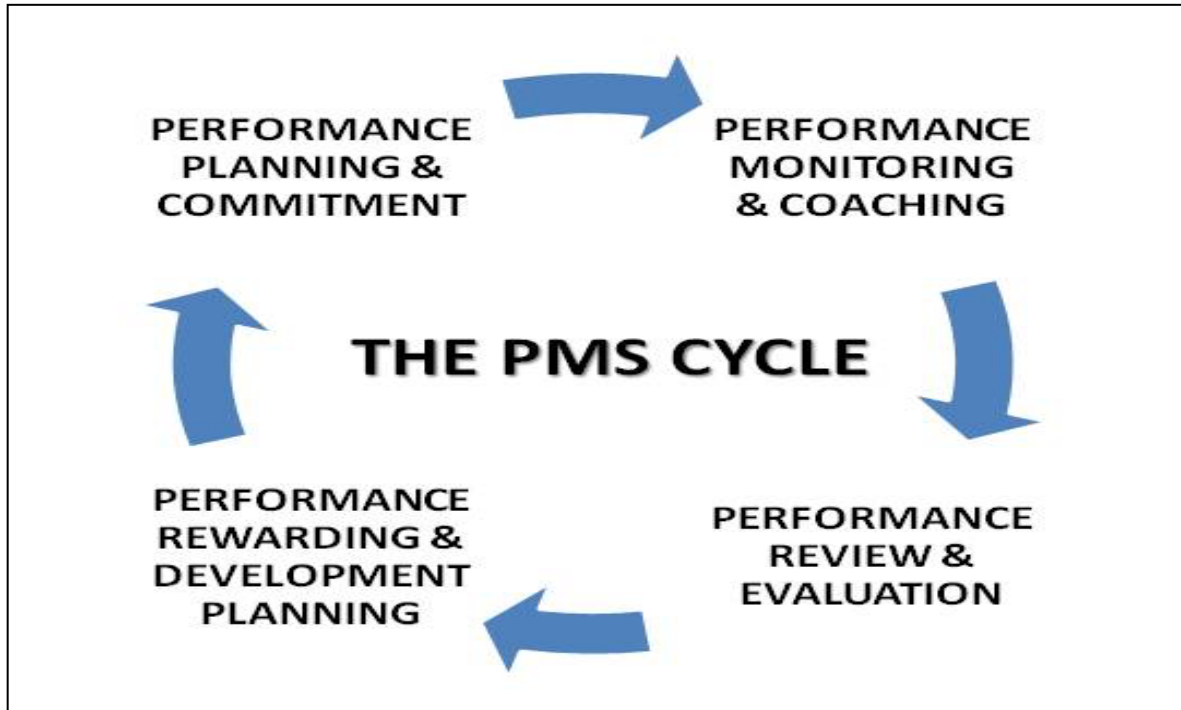 PERFORMANCE
PLANNING &
COMMITMENT
PERFORMANCE
MONITORING
& COACHING
THE PMS CYCLE
PERFORMANCE
REWARDING &
DEVELOPMENT
PLANNING
PERFORMANCE
REVIEW &
EVALUATION